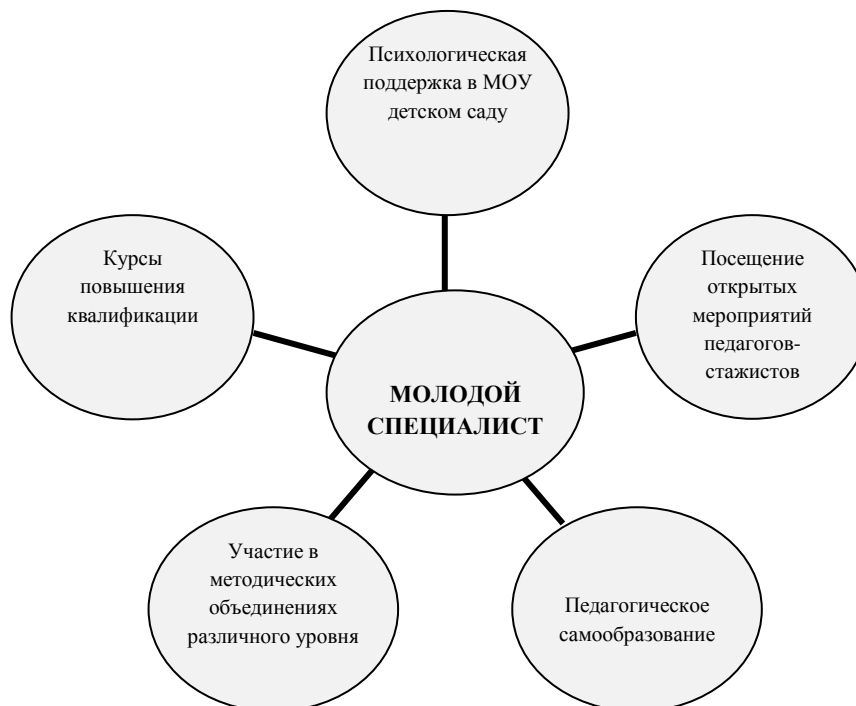 Психологическая
поддержка в МОУ
детском саду
Курсы
повышения
квалификации
Посещение
открытых
мероприятий
педагогов-
стажистов
МОЛОДОЙ
СПЕЦИАЛИСТ
Участие в
методических
объединениях
различного уровня
Педагогическое
самообразование